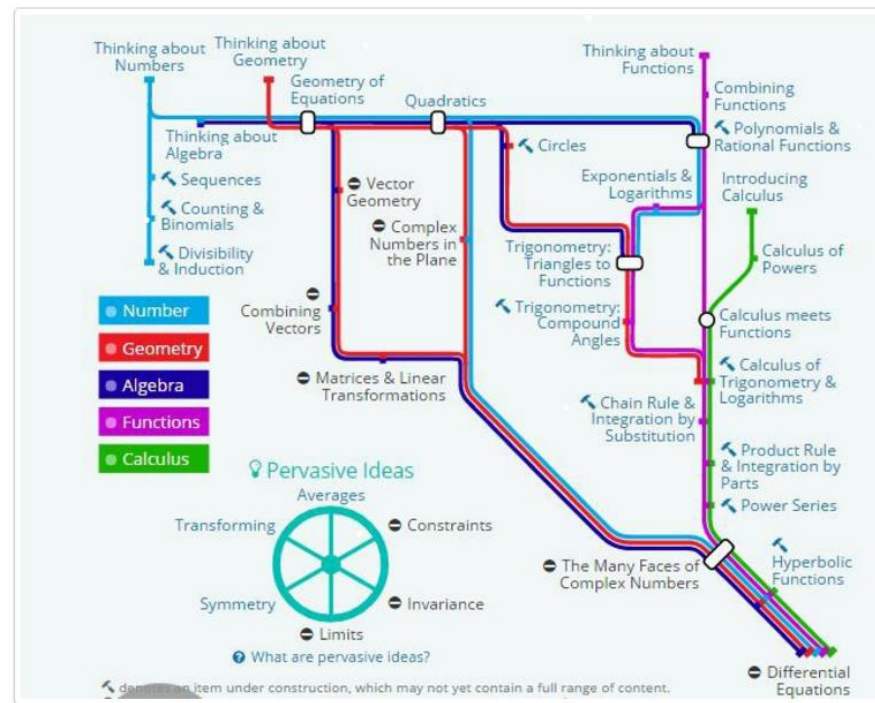 Thinking about
Numbers
Thinking about
Geometry
Geometry of
Equations
Quadratics
Thinking about
Functions
Combining
Functions
Polynomials &
Rational Functions
Thinking about
Algebra
Sequences
Counting &
Binomials
Divisibility
& Induction
Vector
Geometry
Complex
Numbers in
the Plane
Circles
Exponentials &
Logarithms
Introducing
Calculus
Trigonometry:
Triangles to
Functions
Calculus of
Powers
Combining
Vectors
Trigonometry:
Compound
Angles
Calculus meets
Functions
Matrices & Linear
Transformations
Calculus of
Trigonometry &
Logarithms
Chain Rule &
Integration by
Substitution
Product Rule
& Integration by
Parts
Power Series
Number
Geometry
Algebra
Functions
Calculus
Pervasive Ideas
Averages
Transforming
Constraints
Symmetry
Invariance
Limits
What are pervasive ideas?
The Many Faces of
Complex Numbers
Hyperbolic
Functions
Differential
Equations
an item under construction, which may not yet contain a full range of content.